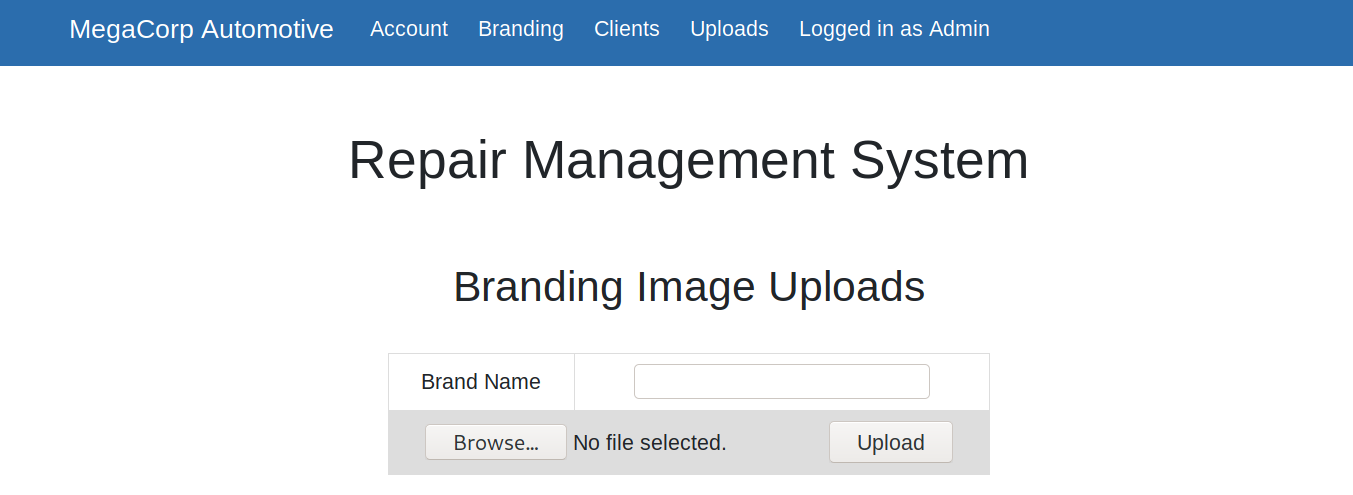 MegaCorp Automotive Account Branding Clients Uploads Logged in as Admin
Repair Management System
Branding Image Uploads
Brand Name
Browse... No file selected. Upload